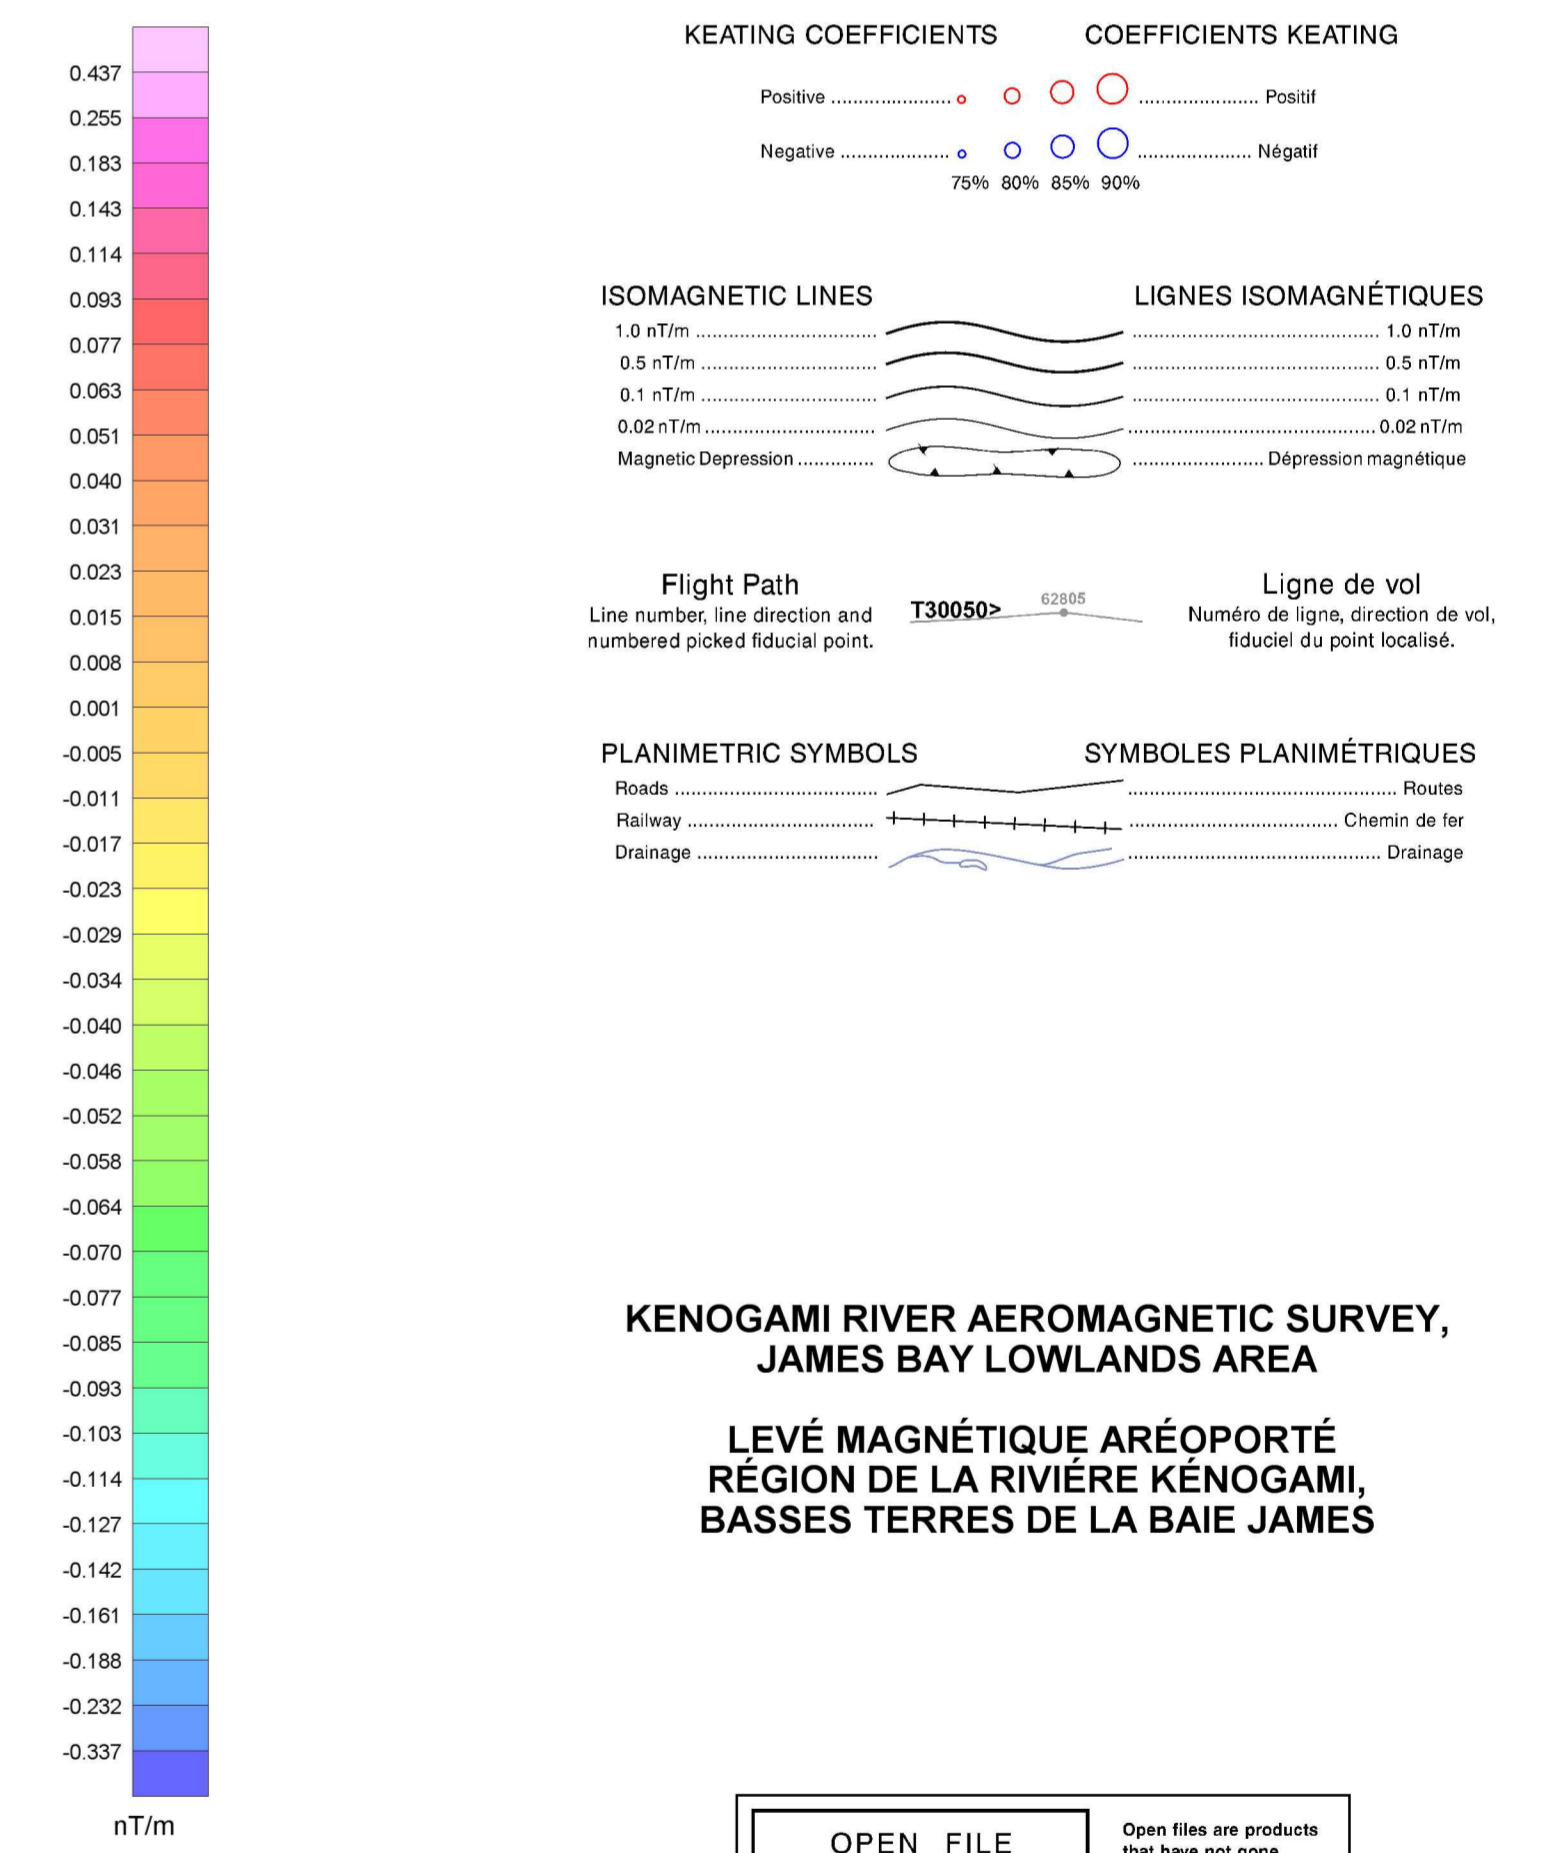 0.437
0.255
0.183
0.143
0.114
0.093
0.077
0.063
0.051
0.040
0.031
0.023
0.015
0.008
0.001
-0.005
-0.011
-0.017
-0.023
-0.029
-0.034
-0.040
-0.046
-0.052
-0.058
-0.064
-0.070
-0.077
-0.085
-0.093
-0.103
-0.114
-0.127
-0.142
-0.161
-0.188
-0.232
-0.337
nT/m
KEATING COEFFICIENTS COEFFICIENTS KEATING
Positive ...................... ...................... Positif
Negative .................... ..................... Négatif
75% 80% 85% 90%
ISOMAGNETIC LINES LIGNES ISOMAGNÉTIQUES
1.0 nT/m ................................. ............................................. 1.0 nT/m
0.5 nT/m ................................ ............................................. 0.5 nT/m
0.1 nT/m ................................ ............................................. 0.1 nT/m
0.02 nT/m ............................... ............................................. 0.02 nT/m
Magnetic Depression .............. ........................ Dépression magnétique
Flight Path Ligne de vol
Line number, line direction and
numbered picked fiducial point.
T30050> 62805
Numéro de ligne, direction de vol,
fiduciel du point localisé.
PLANIMETRIC SYMBOLS SYMBOLES PLANIMÉTRIQUES
Roads ..................................... ................................................. Routes
Railway .................................. ...................................... Chemin de fer
Drainage ................................. .............................................. Drainage
KENOGAMI RIVER AEROMAGNETIC SURVEY,
JAMES BAY LOWLANDS AREA
LEVÉ MAGNÉTIQUE ARÉOPORTÉ
RÉGION DE LA RIVIÉRE KÉNOGAMI,
BASSES TERRES DE LA BAIE JAMES
OPEN FILE
Open files are products
that have not gone